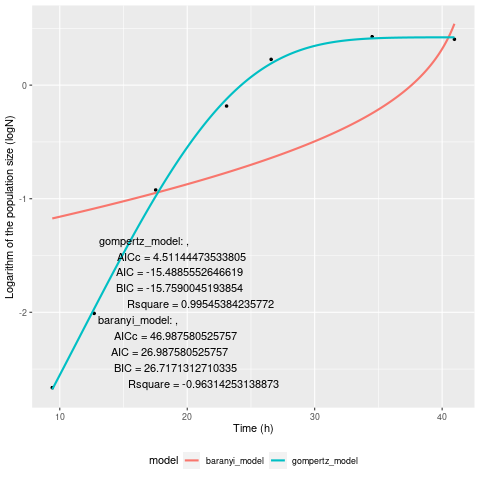 Logarithm of the population size (logN)
0
-1
-2
gompertz_model: ,
AICc = 4.51144473533805
AIC = -15.4885552646619
BIC = -15.7590045193854
Rsquare = 0.99545384235772
baranyi_model: ,
AICc = 46.987580525757
AIC = 26.987580525757
BIC = 26.7171312710335
Rsquare = -0.96314253138873
10
20
30
40
Time (h)
model
baranyi_model
gompertz_model